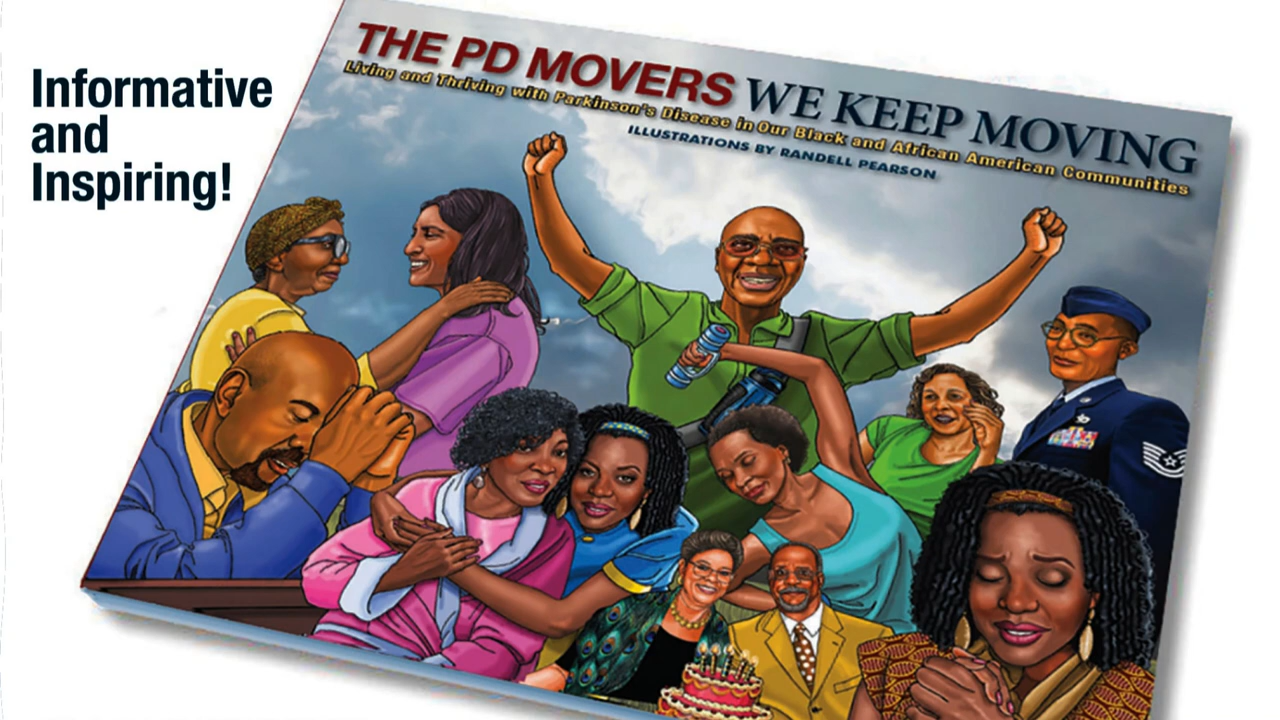 Informative
and
Inspiring!
THE PD MOVERS WE KEEP MOVING
Living and Thriving with Parkinson's Disease in Our Black and African American Communities
ILLUSTRATIONS BY RANDELL PEARSON